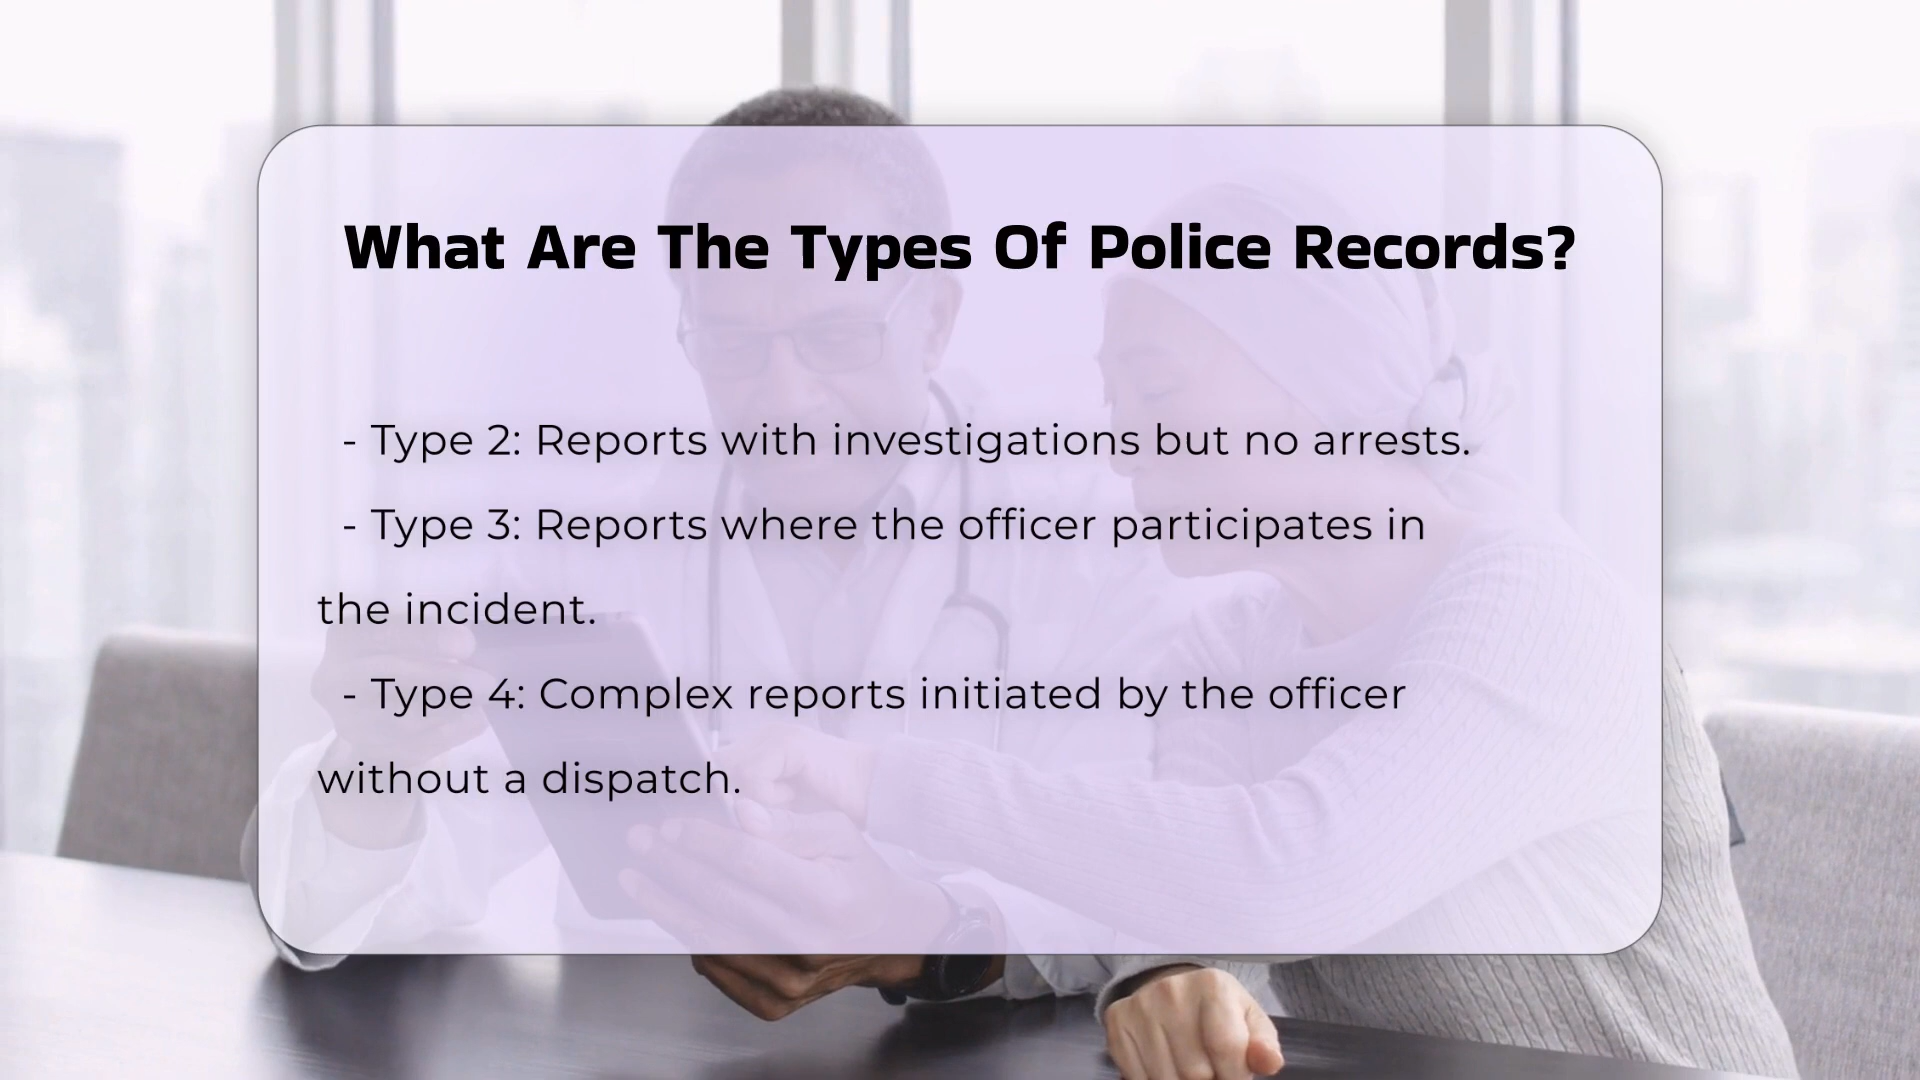 What Are The Types Of Police Records?
- Type 2: Reports with investigations but no arrests.
- Type 3: Reports where the officer participates in
the incident.
- Type 4: Complex reports initiated by the officer
without a dispatch.